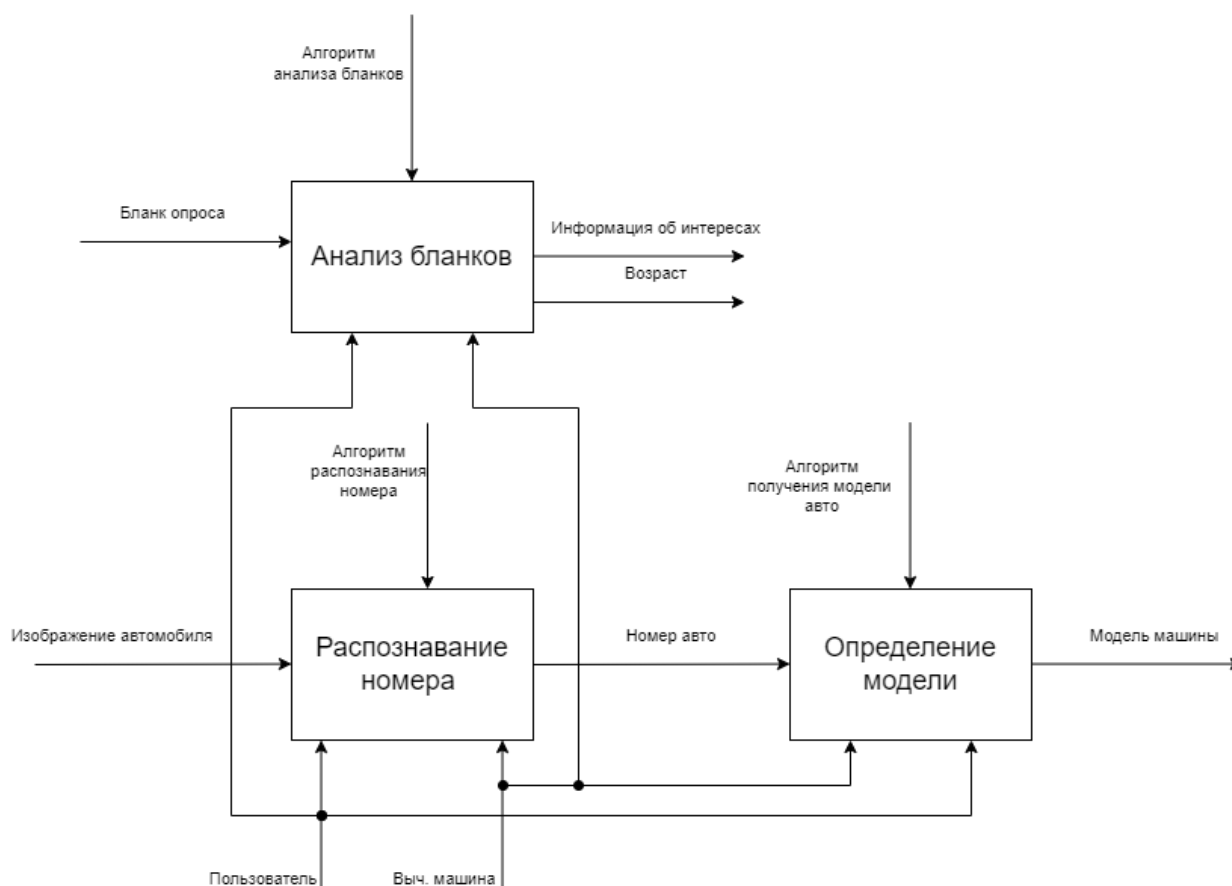 Алгоритм
анализа бланков
Бланк опроса
Анализ бланков
Информация об интересах
Возраст
Алгоритм
распознавания
номера
Алгоритм
получения модели
авто
Изображение автомобиля
Распознавание
номера
Номер авто
Определение
модели
Модель машины
Пользователь
Выч. машина